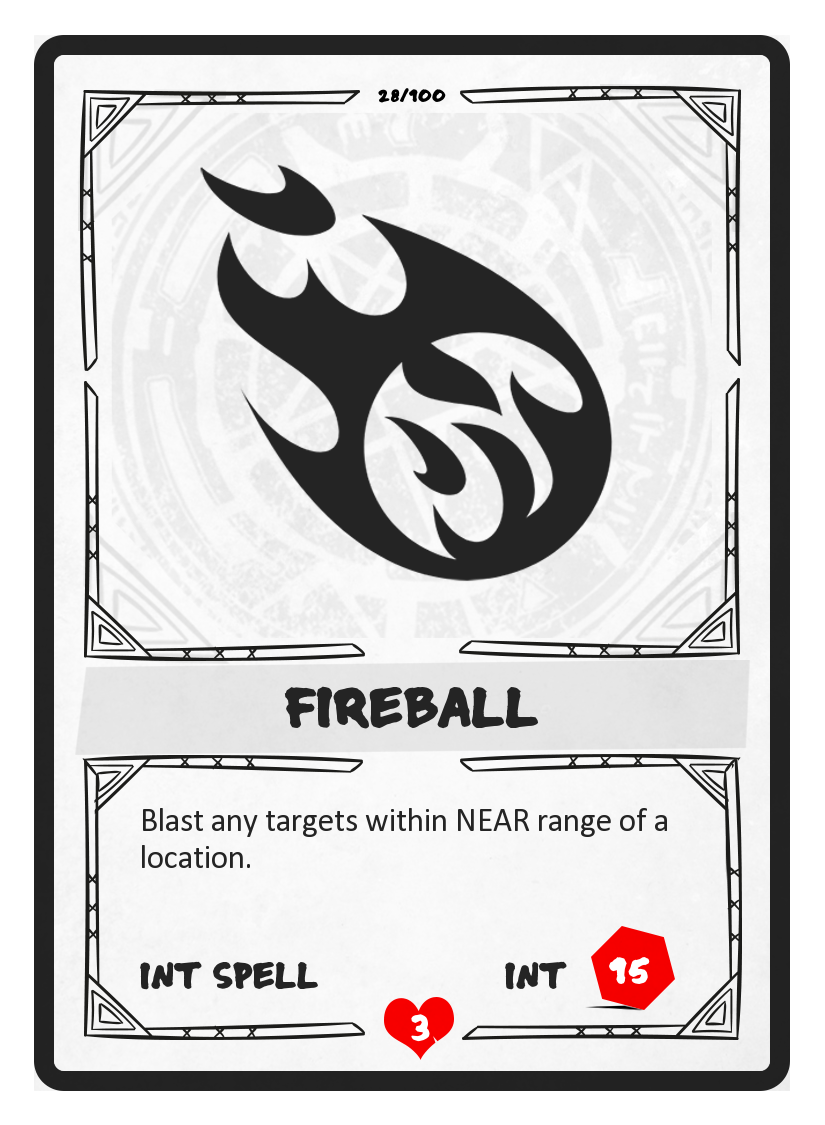 28/100
FIREBALL
Blast any targets within NEAR range of a
location.
INT SPELL
INT 15
3